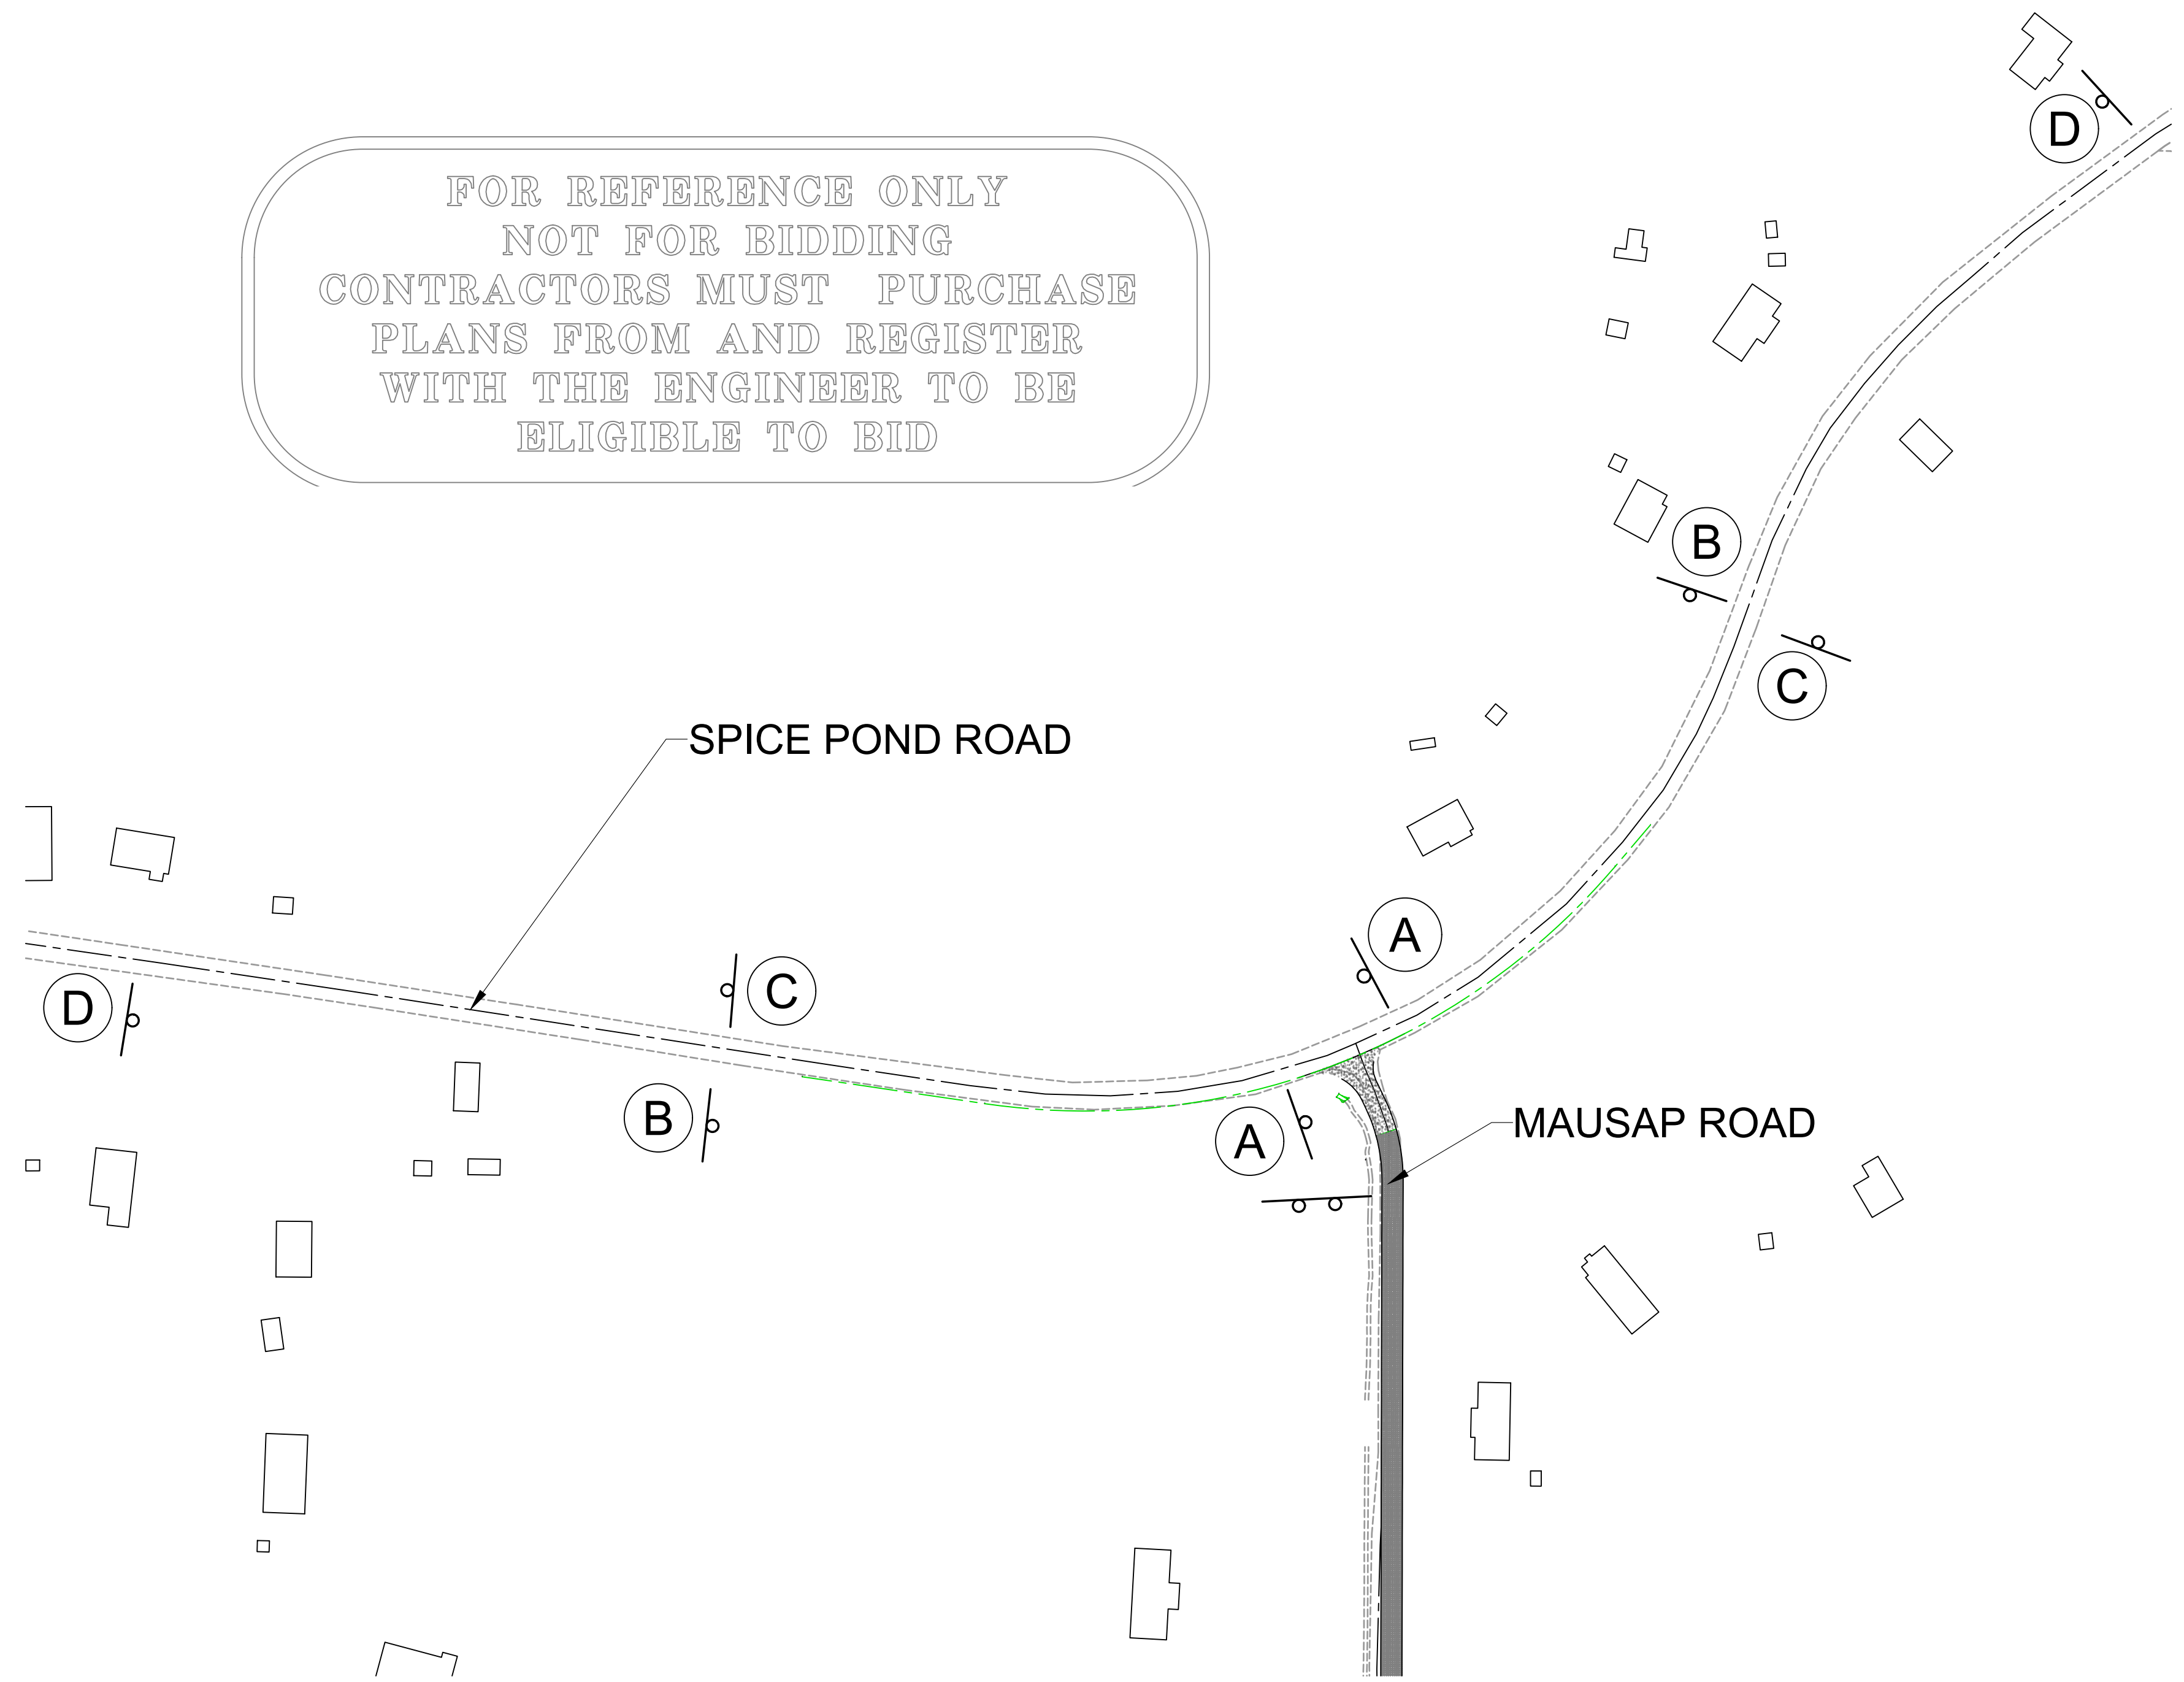 D
FOR REFERENCE ONLY
NOT FOR BIDDING
CONTRACTORS MUST PURCHASE
PLANS FROM AND REGISTER
WITH THE ENGINEER TO BE
ELIGIBLE TO BID
B
C
SPICE POND ROAD
A
C
D
B
A
MAUSAP ROAD